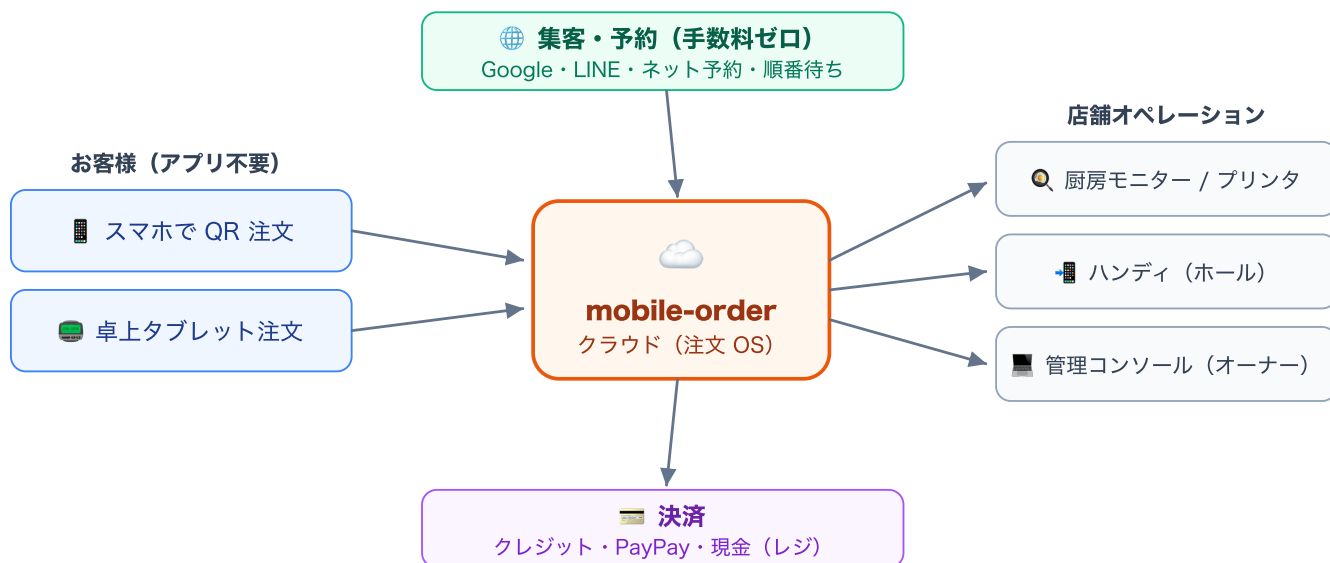 集客・予約（手数料ゼロ）
Google・LINE・ネット予約・順番待ち
お客様（アプリ不要）
スマホで QR 注文
卓上タブレット注文
mobile-order
クラウド（注文 OS）
店舗オペレーション
厨房モニター / プリンタ
ハンディ（ホール）
管理コンソール（オーナー）
決済
クレジット・PayPay・現金（レジ）